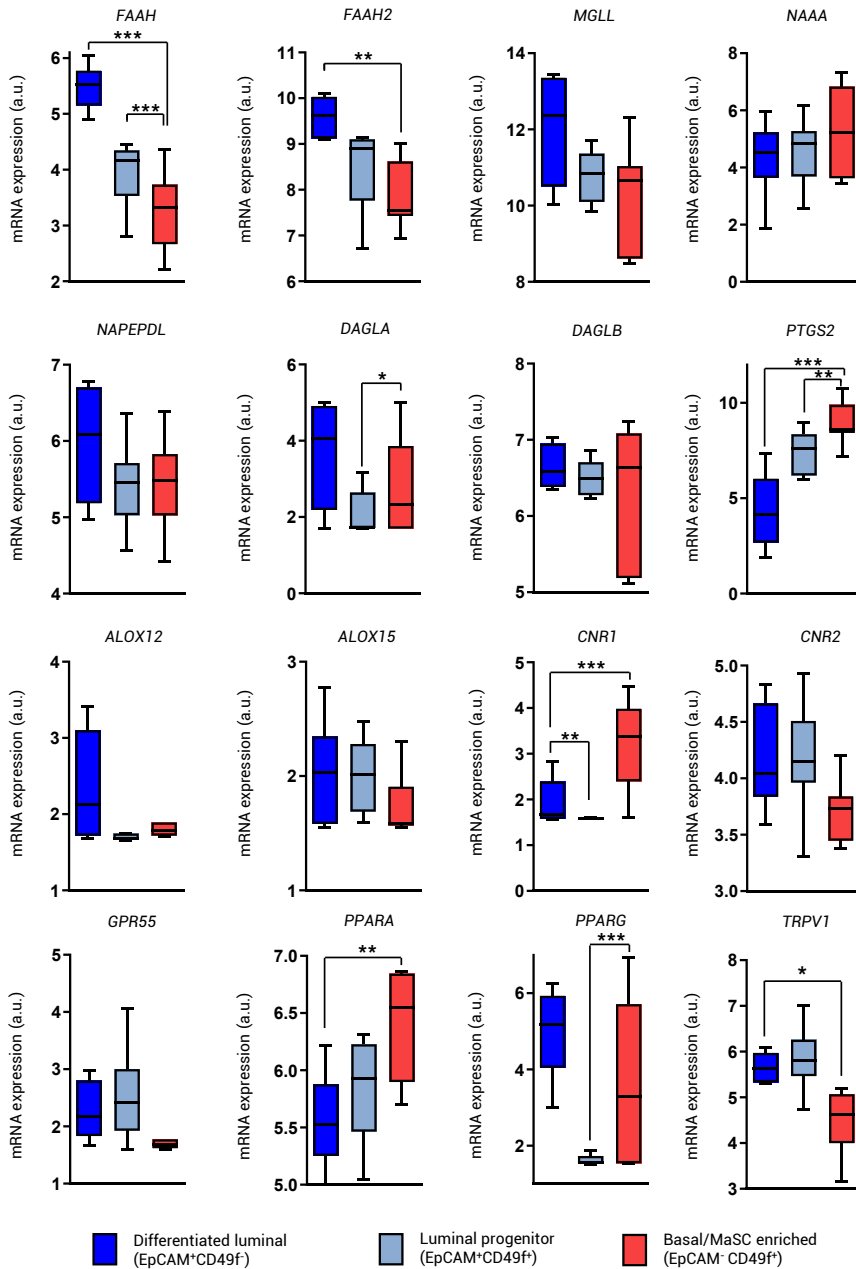 FAAH
mRNA expression (a.u.)
***
***
6
5
4
3
2
FAAH2
mRNA expression (a.u.)
**
11
10
9
8
7
6
MGLL
mRNA expression (a.u.)
14
12
10
8
NAAA
mRNA expression (a.u.)
8
6
4
2
0
NAPEPDL
mRNA expression (a.u.)
7
6
5
4
DAGLA
mRNA expression (a.u.)
*
6
4
2
0
DAGLB
mRNA expression (a.u.)
8
7
6
5
PTGS2
mRNA expression (a.u.)
***
**
10
5
0
ALOX12
mRNA expression (a.u.)
4
3
2
1
ALOX15
mRNA expression (a.u.)
3
2
1
CNR1
mRNA expression (a.u.)
***
**
5
4
3
2
1
0
CNR2
mRNA expression (a.u.)
5.0
4.5
4.0
3.5
3.0
GPR55
mRNA expression (a.u.)
5
4
3
2
1
PPARA
mRNA expression (a.u.)
**
7.0
6.5
6.0
5.5
5.0
PPARG
mRNA expression (a.u.)
***
6
4
2
TRPV1
mRNA expression (a.u.)
*
8
7
6
5
4
3
Differentiated luminal
(EpCAM⁺CD49f⁻)
Luminal progenitor
(EpCAM⁺CD49f⁺)
Basal/MaSC enriched
(EpCAM⁻ CD49f⁺)